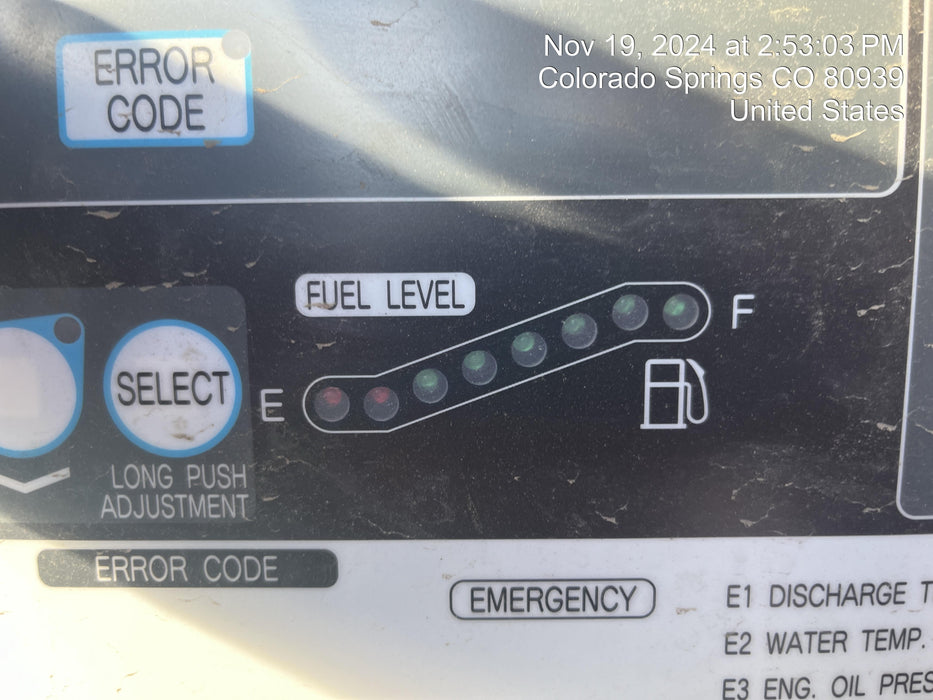 Nov 19, 2024 at 2:53:03 PM
Colorado Springs CO 80939
United States
ERROR
CODE
FUEL LEVEL
F
E
SELECT
LONG PUSH
ADJUSTMENT
ERROR CODE
EMERGENCY
E1 DISCHARGE
E2 WATER TEMP.
E3 ENG. OIL